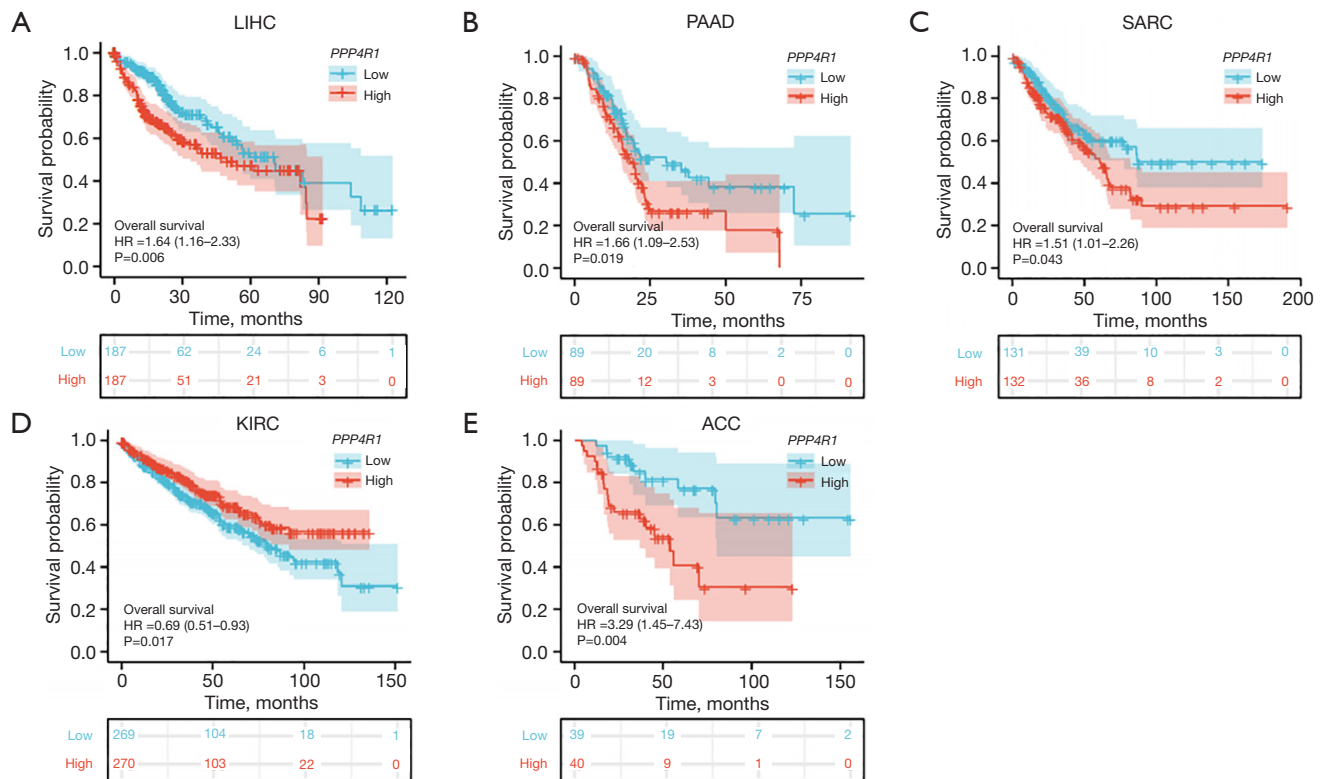 A
LIHC
PPP4R1
Low
High
Survival probability
1.0
0.8
0.6
0.4
0.2
0.0
Overall survival
HR =1.64 (1.16–2.33)
P=0.006
0 30 60 90 120
Time, months
Low 187 62 24 6 1
High 187 51 21 3 0
B
PAAD
PPP4R1
Low
High
Survival probability
1.0
0.8
0.6
0.4
0.2
0.0
Overall survival
HR =1.66 (1.09–2.53)
P=0.019
0 25 50 75
Time, months
Low 89 20 8 2 0
High 89 12 3 0 0
C
SARC
PPP4R1
Low
High
Survival probability
1.0
0.8
0.6
0.4
0.2
0.0
Overall survival
HR =1.51 (1.01–2.26)
P=0.043
0 50 100 150 200
Time, months
Low 131 39 10 3 0
High 132 36 8 2 0
D
KIRC
PPP4R1
Low
High
Survival probability
1.0
0.8
0.6
0.4
0.2
0.0
Overall survival
HR =0.69 (0.51–0.93)
P=0.017
0 50 100 150
Time, months
Low 269 104 18 1
High 270 103 22 0
E
ACC
PPP4R1
Low
High
Survival probability
1.0
0.8
0.6
0.4
0.2
0.0
Overall survival
HR =3.29 (1.45–7.43)
P=0.004
0 50 100 150
Time, months
Low 39 19 7 2
High 40 9 1 0